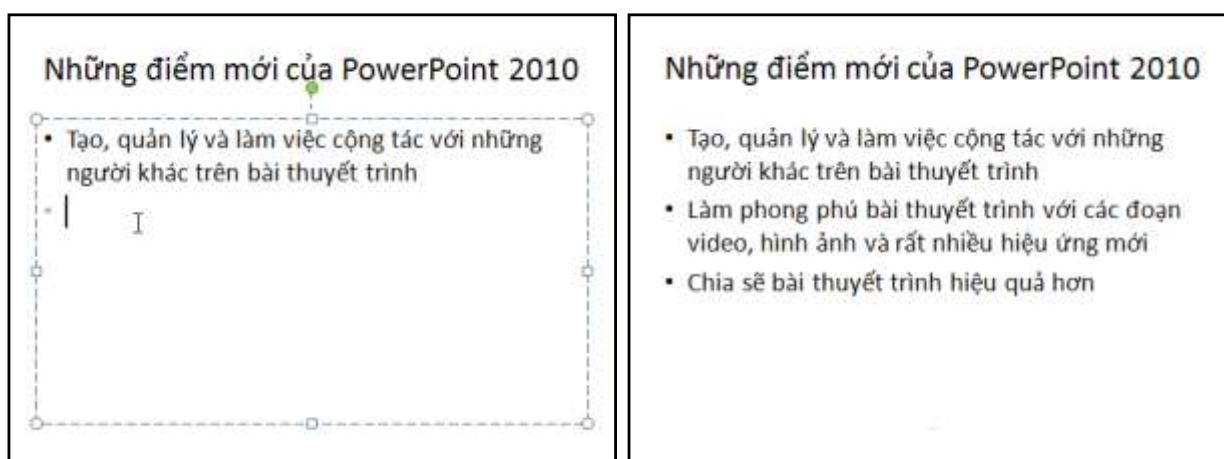 Những điểm mới của PowerPoint 2010
• Tạo, quản lý và làm việc cộng tác với những
người khác trên bài thuyết trình
Những điểm mới của PowerPoint 2010
• Tạo, quản lý và làm việc cộng tác với những
người khác trên bài thuyết trình
• Làm phong phú bài thuyết trình với các đoạn
video, hình ảnh và rất nhiều hiệu ứng mới
• Chia sẽ bài thuyết trình hiệu quả hơn